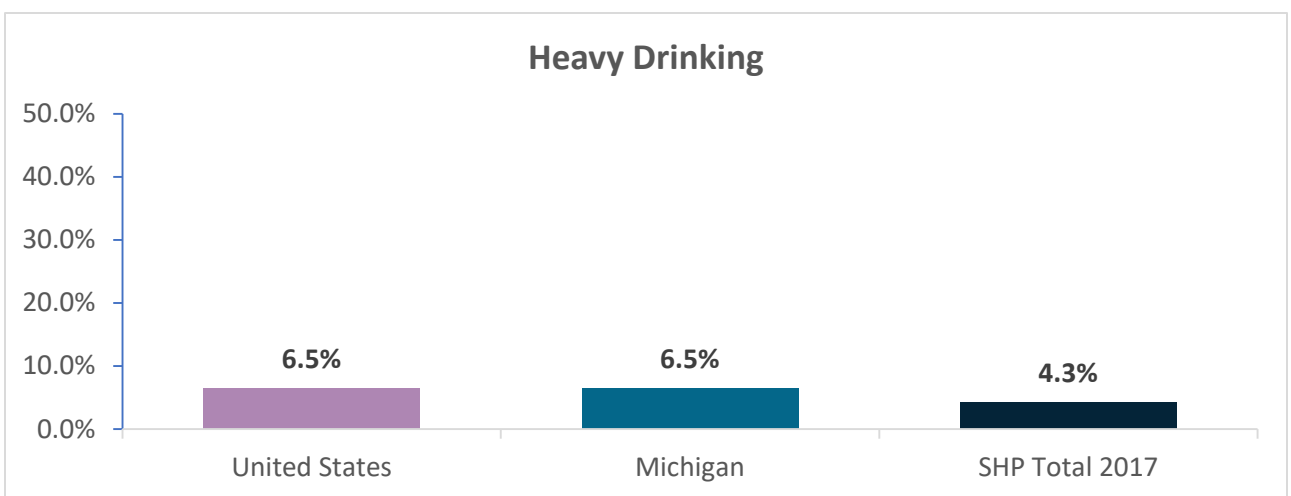 Heavy Drinking
50.0%
40.0%
30.0%
20.0%
10.0%
0.0%
6.5%
6.5%
4.3%
United States
Michigan
SHP Total 2017